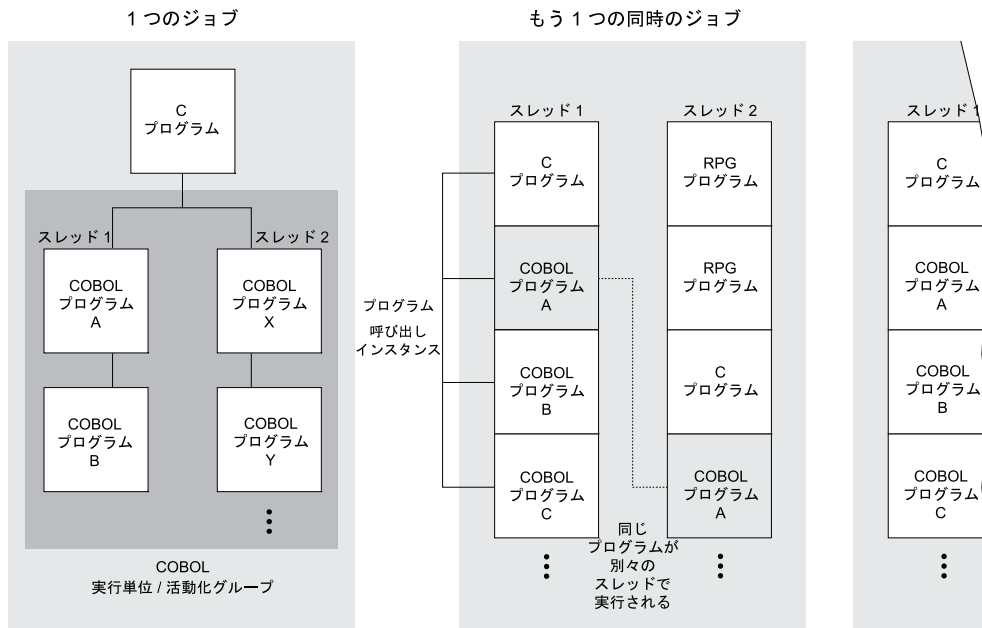 1 つのジョブ
C
プログラム
スレッド 1
スレッド 2
COBOL
プログラム
A
COBOL
プログラム
X
COBOL
プログラム
B
COBOL
プログラム
Y
COBOL
実行単位 / 活動化グループ
もう 1 つの同時のジョブ
プログラム
呼び出し
インスタンス
スレッド 1
C
プログラム
COBOL
プログラム
A
COBOL
プログラム
B
COBOL
プログラム
C
スレッド 2
RPG
プログラム
RPG
プログラム
C
プログラム
COBOL
プログラム
A
同じ
プログラムが
別々の
スレッドで
実行される
スレッド 1
C
プログラム
COBOL
プログラム
A
COBOL
プログラム
B
COBOL
プログラム
C